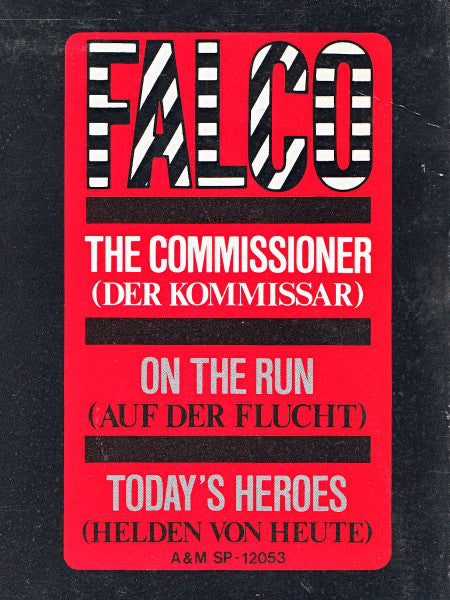 FALCO
THE COMMISSIONER
(DER KOMMISSAR)
ON THE RUN
(AUF DER FLUCHT)
TODAY'S HEROES
(HELDEN VON HEUTE)
A&M SP-12053